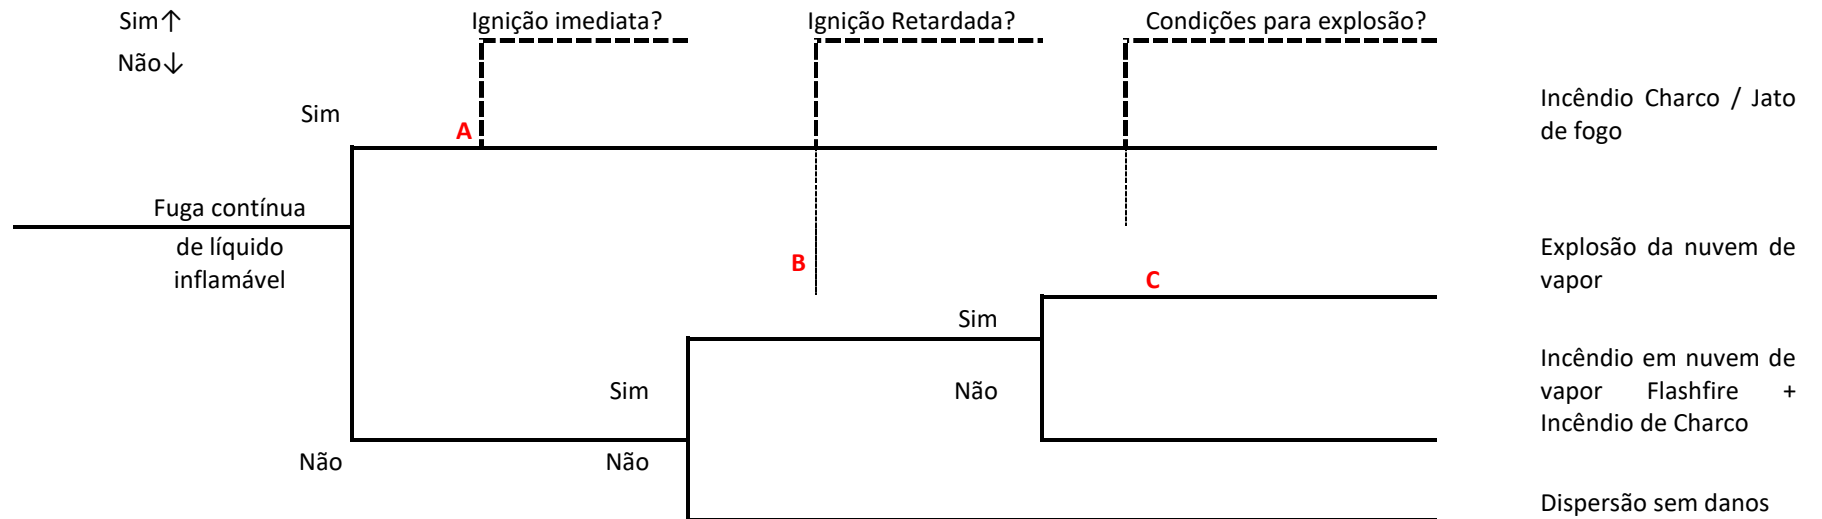 Sim↑
Ignição imediata?
Ignição Retardada?
Condições para explosão?
Não↓
Incêndio Charco / Jato
de fogo
Sim
A
Fuga contínua
de líquido
inflamável
B
Explosão da nuvem de
vapor
C
Sim
Incêndio em nuvem de
vapor Flashfire +
Incêndio de Charco
Sim
Não
Não
Não
Dispersão sem danos